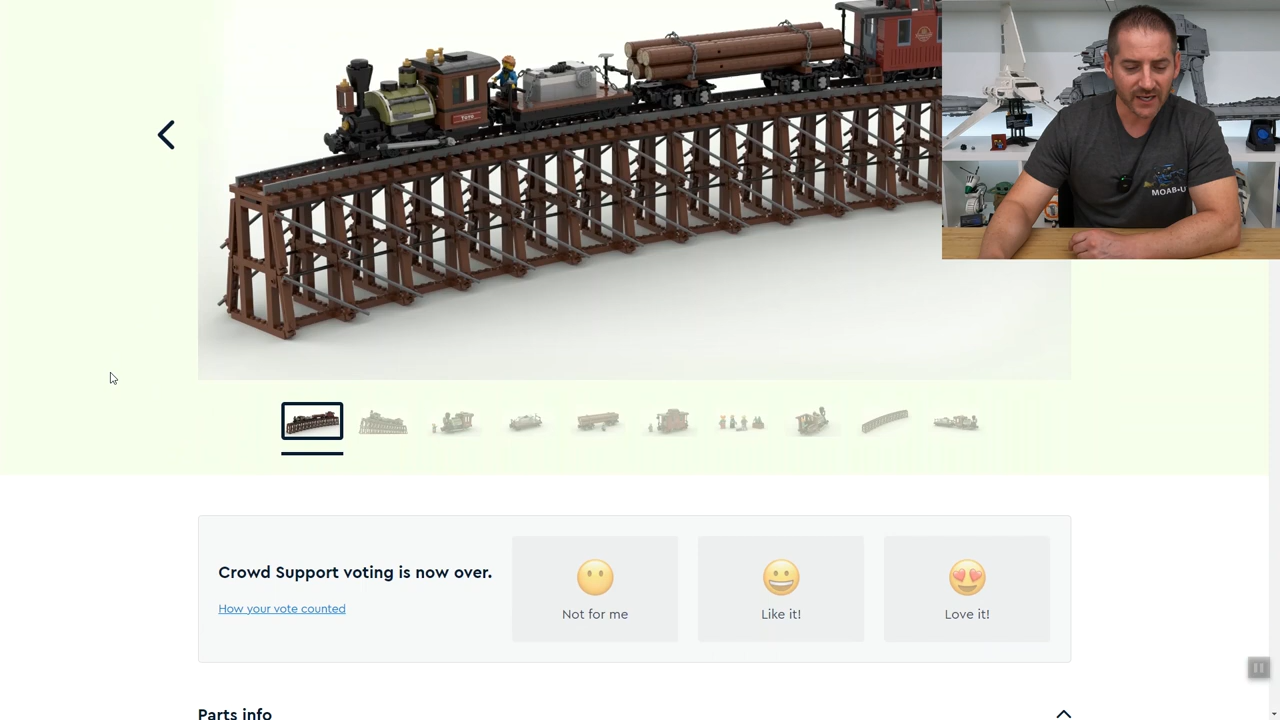 MOAB-U
Crowd Support voting is now over.
How your vote counted
Not for me
Like it!
Love it!
Parts info